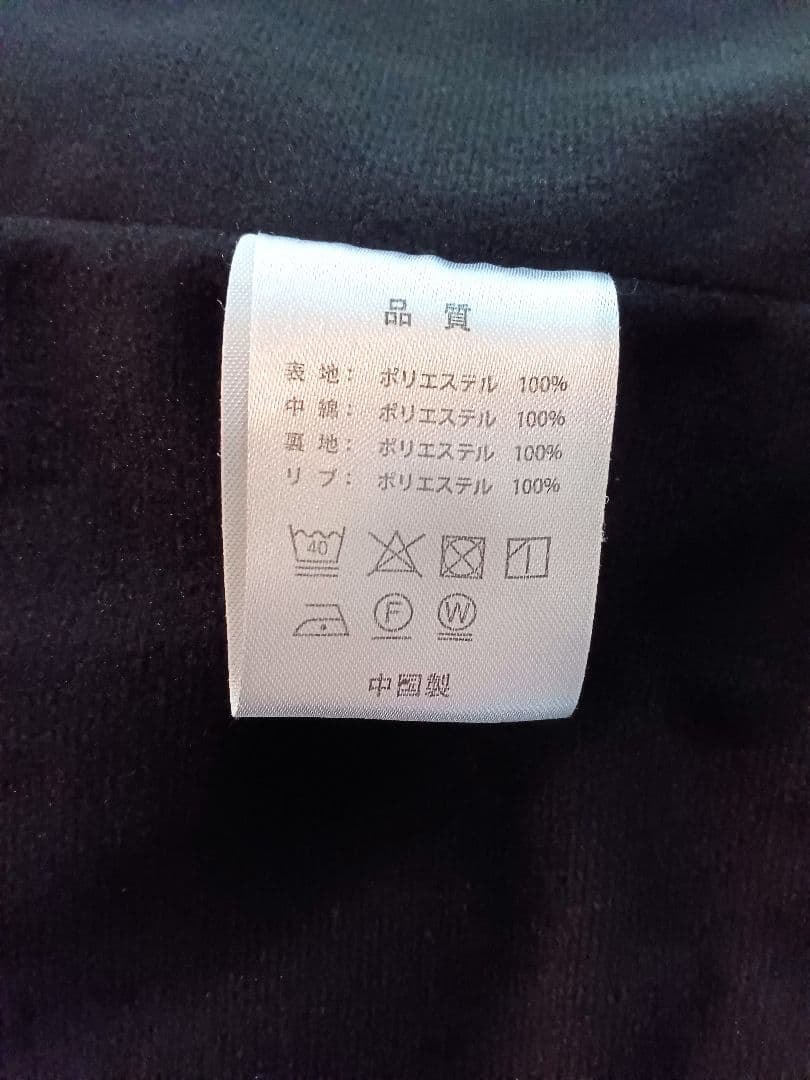 品質
表地： ポリエステル 100%
中綿： ポリエステル 100%
裏地： ポリエステル 100%
リブ： ポリエステル 100%
40
F W
中國製